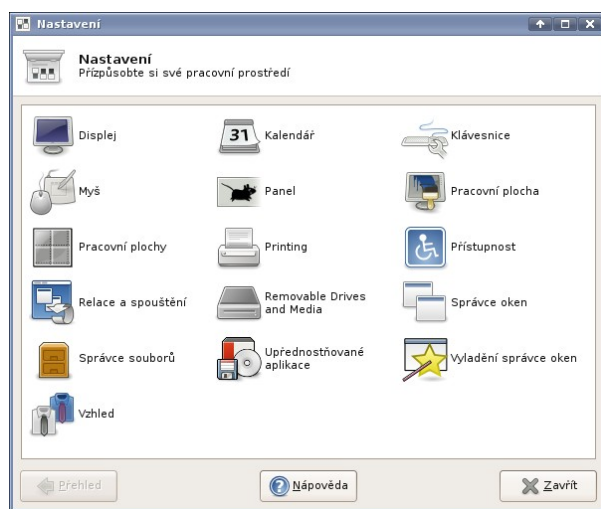 Nastavení
Nastavení
Přízpůsobte si své pracovní prostředí
Displej
31
Kalendář
Klávesnice
Myš
Panel
Pracovní plocha
Pracovní plochy
Printing
Přístupnost
Relace a spouštění
Removable Drives
and Media
Správce oken
Správce souborů
Upřednostňované
aplikace
Vyladění správce oken
Vzhled
Přehled
Nápověda
Zavřít